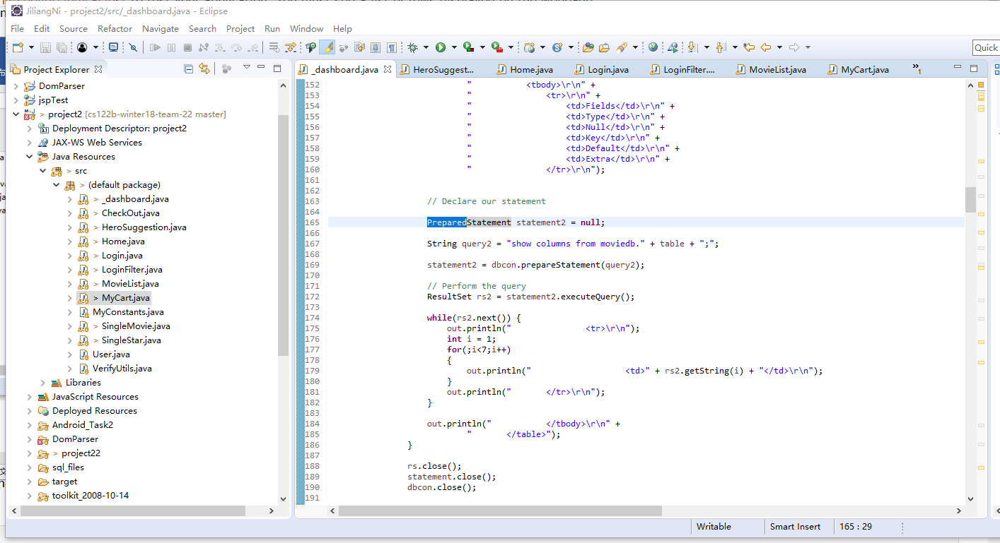 JiliangNi - project2/src/_dashboard.java - Eclipse
File Edit Source Refactor Navigate Search Project Run Window Help
Quick
Project Explorer
_dashboard.java HeroSuggest... Home.java Login.java LoginFilter.... MovieList.java MyCart.java »1
DomParser
jspTest
> project2 [cs122b-winter18-team-22 master]
Deployment Descriptor: project2
JAX-WS Web Services
Java Resources
> src
> (default package)
> _dashboard.java
> CheckOut.java
> HeroSuggestion.java
> Home.java
> Login.java
> LoginFilter.java
> MovieList.java
> MyCart.java
MyConstants.java
> SingleMovie.java
> SingleStar.java
User.java
VerifyUtils.java
Libraries
JavaScript Resources
Deployed Resources
Android_Task2
DomParser
> project22
sql_files
target
toolkit_2008-10-14
152 " <tbody>\r\n" +
153 " <tr>\r\n" +
154 " <td>Fields</td>\r\n" +
155 " <td>Type</td>\r\n" +
156 " <td>Null</td>\r\n" +
157 " <td>Key</td>\r\n" +
158 " <td>Default</td>\r\n" +
159 " <td>Extra</td>\r\n" +
160 " </tr>\r\n");
161
162
163 // Declare our statement
164
165 PreparedStatement statement2 = null;
166
167 String query2 = "show columns from moviedb." + table + ";";
168
169 statement2 = dbcon.prepareStatement(query2);
170
171 // Perform the query
172 ResultSet rs2 = statement2.executeQuery();
173
174 while(rs2.next()) {
175 out.println(" <tr>\r\n");
176 int i = 1;
177 for(;i<7;i++)
178 {
179 out.println(" <td>" + rs2.getString(i) + "</td>\r\n");
180 }
181 out.println(" </tr>\r\n");
182 }
183
184 out.println(" </tbody>\r\n" +
185 " </table>");
186 }
187
188 rs.close();
189 statement.close();
190 dbcon.close();
191
Writable Smart Insert 165 : 29